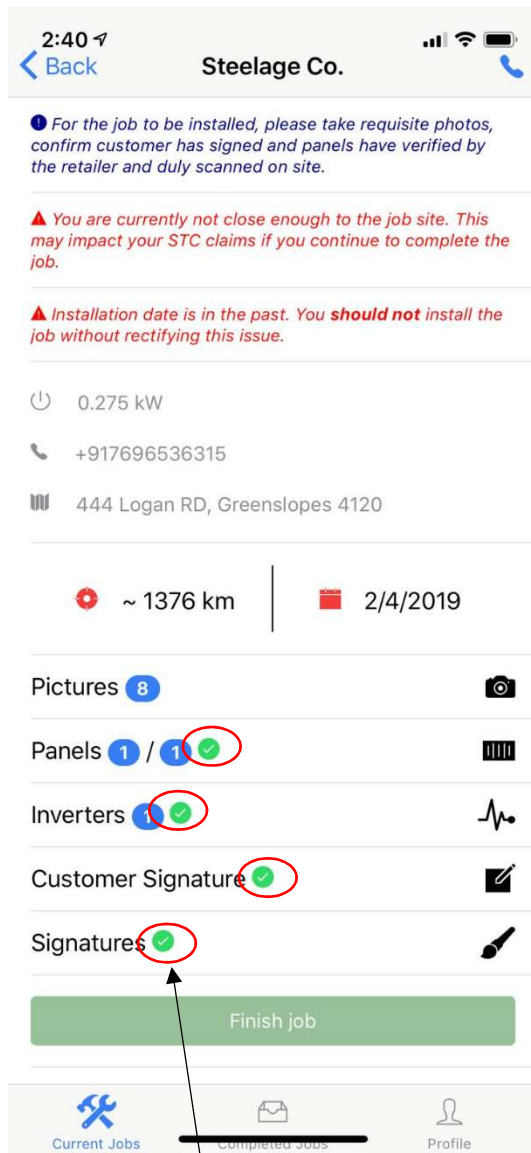 2:40
Back
Steelage Co.
For the job to be installed, please take requisite photos,
confirm customer has signed and panels have verified by
the retailer and duly scanned on site.
You are currently not close enough to the job site. This
may impact your STC claims if you continue to complete the
job.
Installation date is in the past. You should not install the
job without rectifying this issue.
0.275 kW
+917696536315
444 Logan RD, Greenslopes 4120
~ 1376 km
2/4/2019
Pictures 8
Panels 1 / 1
Inverters 1
Customer Signature
Signatures
Finish job
Current Jobs
Completed Jobs
Profile